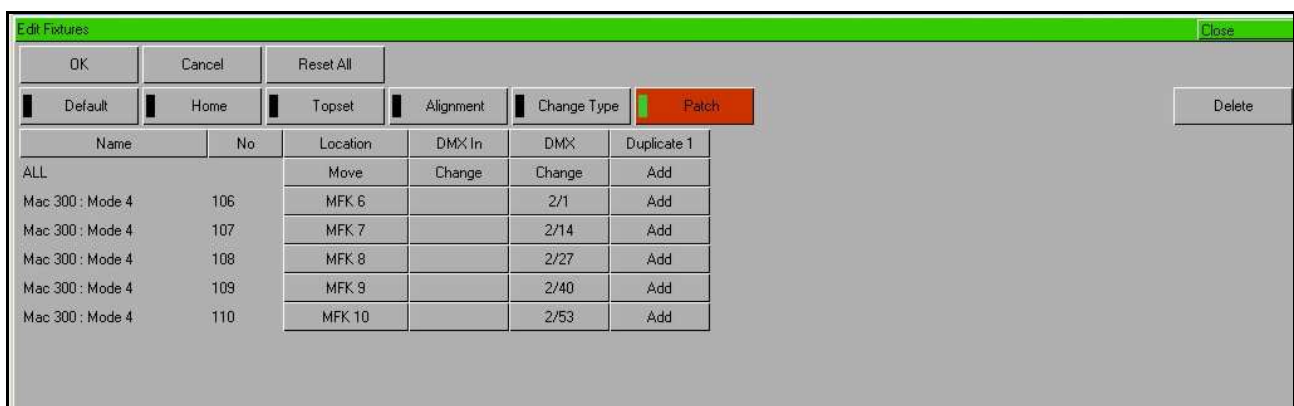 Edit Fixtures Close
OK Cancel Reset All
Default Home Topset Alignment Change Type Patch Delete
Name No Location DMX In DMX Duplicate 1
ALL Move Change Change Add
Mac 300 : Mode 4 106 MFK 6 2/1 Add
Mac 300 : Mode 4 107 MFK 7 2/14 Add
Mac 300 : Mode 4 108 MFK 8 2/27 Add
Mac 300 : Mode 4 109 MFK 9 2/40 Add
Mac 300 : Mode 4 110 MFK 10 2/53 Add